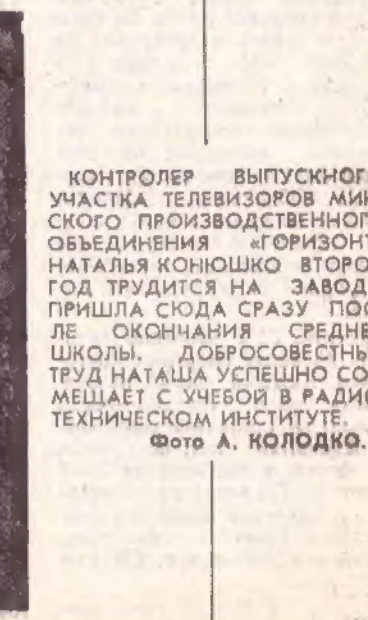 КОНТРОЛЕР ВЫПУСКНОГ
УЧАСТКА ТЕЛЕВИЗОРОВ МИН
СКОГО ПРОИЗВОДСТВЕННОГ
ОБЪЕДИНЕНИЯ «ГОРИЗОНТ
НАТАЛЬЯ КОНЮШКО ВТОРО
ГОД ТРУДИТСЯ НА ЗАВОД
ПРИШЛА СЮДА СРАЗУ ПОС
ЛЕ ОКОНЧАНИЯ СРЕДНЕ
ШКОЛЫ. ДОБРОСОВЕСТНЫ
ТРУД НАТАША УСПЕШНО СО
МЕЩАЕТ С УЧЕБОЙ В РАДИО
ТЕХНИЧЕСКОМ ИНСТИТУТЕ.
Фото А. КОЛОДКО.